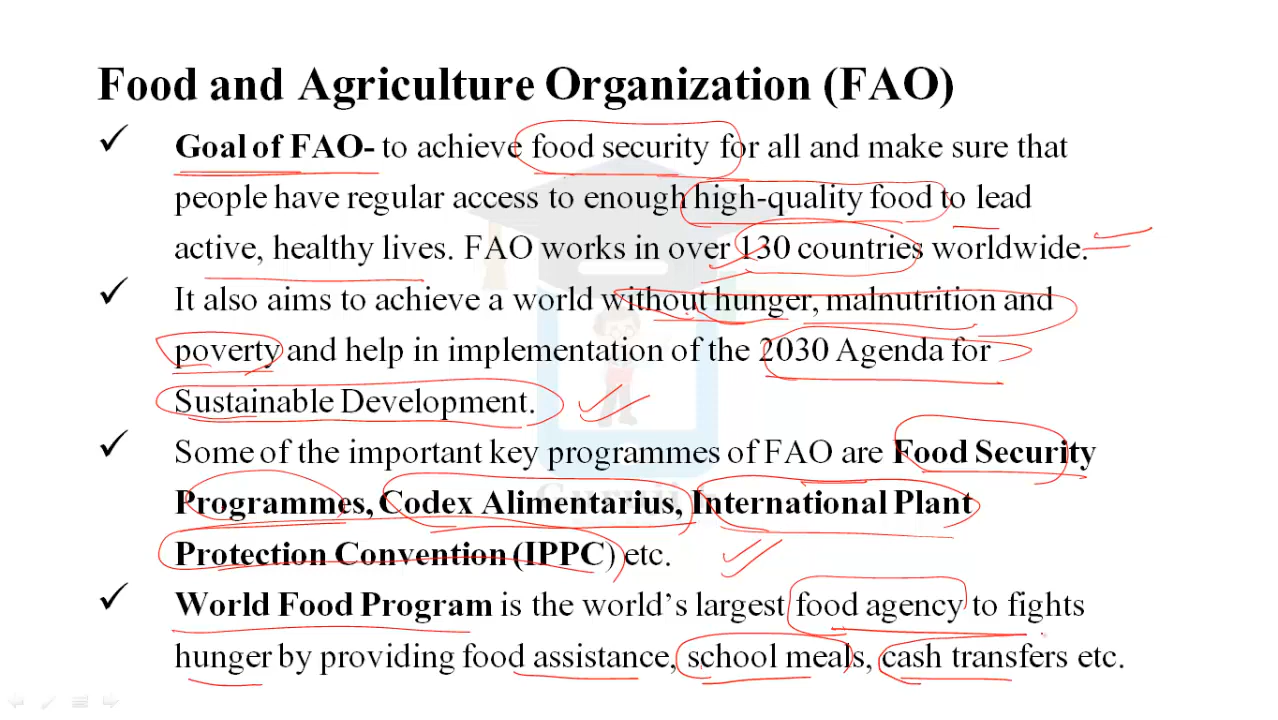 Food and Agriculture Organization (FAO)
✓ Goal of FAO- to achieve food security for all and make sure that
people have regular access to enough high-quality food to lead
active, healthy lives. FAO works in over 130 countries worldwide.
✓ It also aims to achieve a world without hunger, malnutrition and
poverty and help in implementation of the 2030 Agenda for
Sustainable Development.
✓ Some of the important key programmes of FAO are Food Security
Programmes, Codex Alimentarius, International Plant
Protection Convention (IPPC) etc.
✓ World Food Program is the world's largest food agency to fights
hunger by providing food assistance, school meals, cash transfers etc.